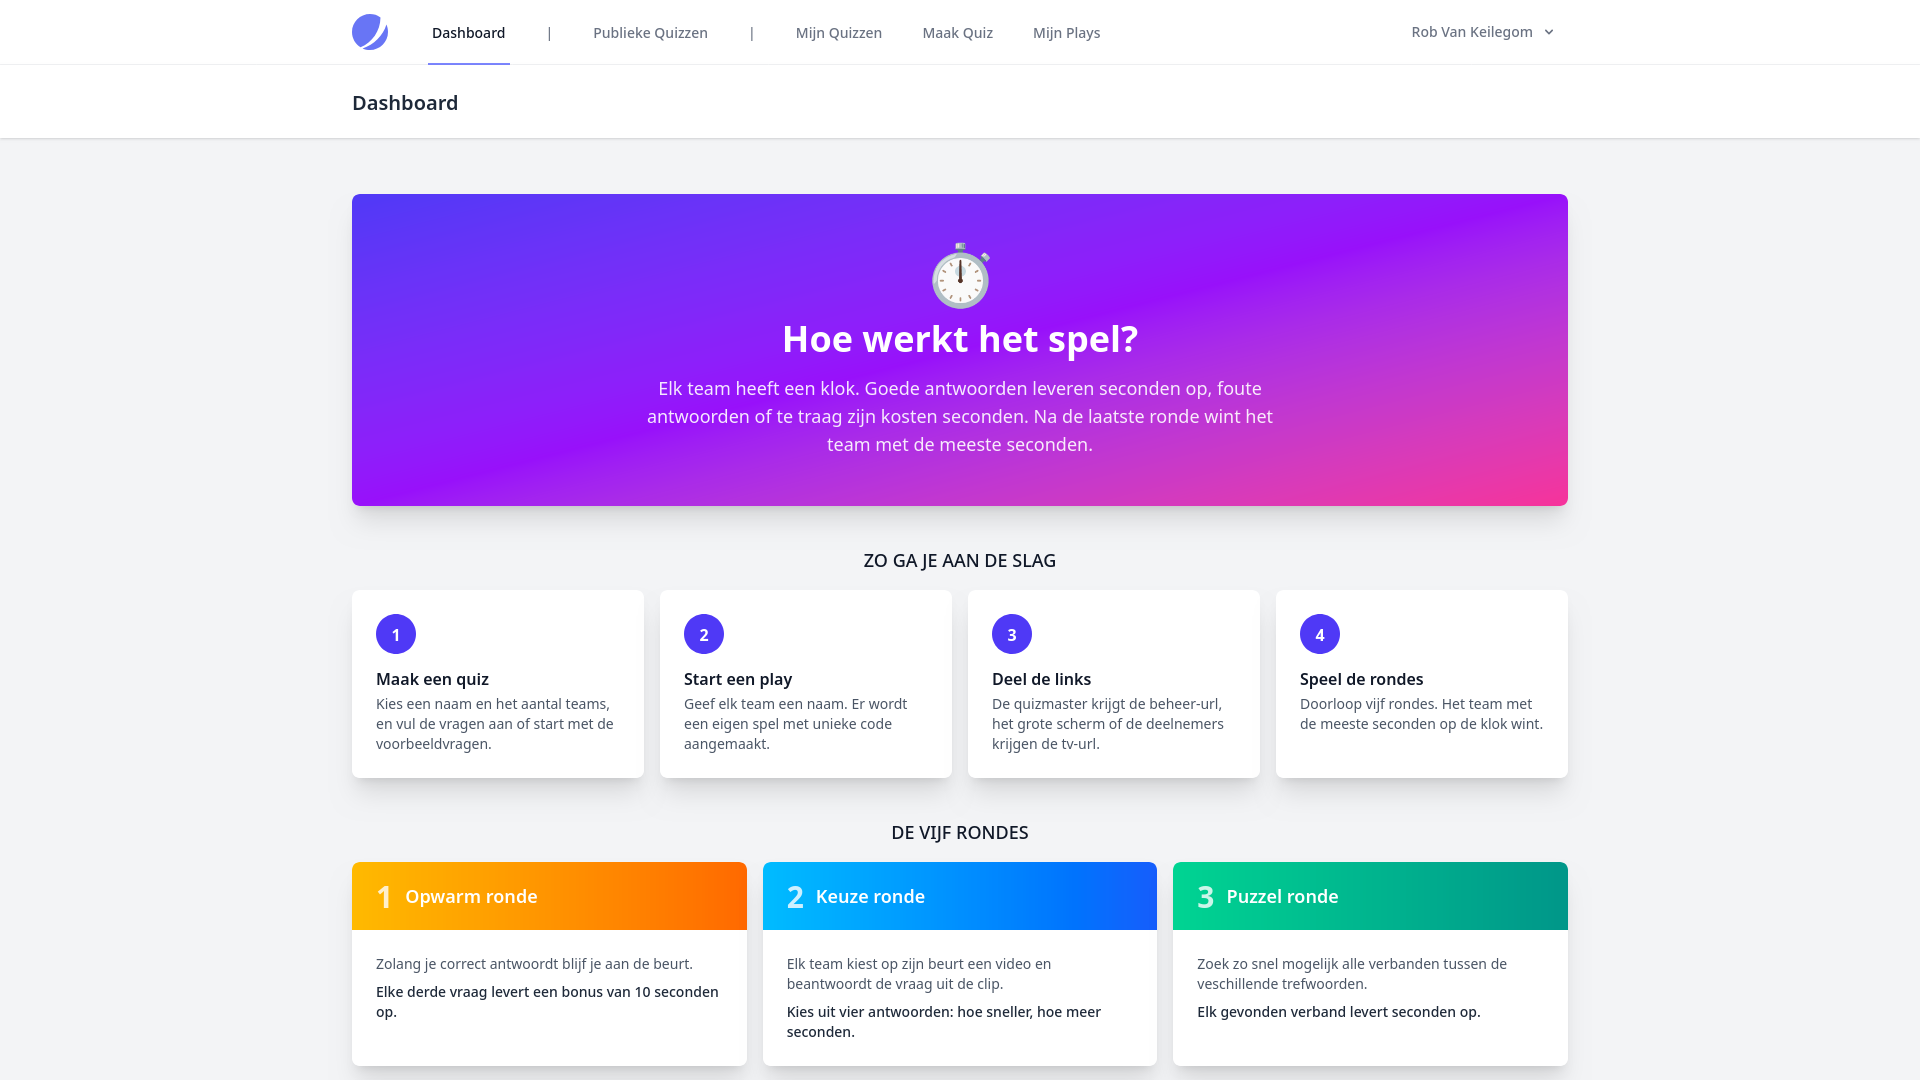 Dashboard | Publieke Quizzen | Mijn Quizzen Maak Quiz Mijn Plays Rob Van Keilegom
Dashboard
Hoe werkt het spel?
Elk team heeft een klok. Goede antwoorden leveren seconden op, foute
antwoorden of te traag zijn kosten seconden. Na de laatste ronde wint het
team met de meeste seconden.
ZO GA JE AAN DE SLAG
1
Maak een quiz
Kies een naam en het aantal teams,
en vul de vragen aan of start met de
voorbeeldvragen.
2
Start een play
Geef elk team een naam. Er wordt
een eigen spel met unieke code
aangemaakt.
3
Deel de links
De quizmaster krijgt de beheer-url,
het grote scherm of de deelnemers
krijgen de tv-url.
4
Speel de rondes
Doorloop vijf rondes. Het team met
de meeste seconden op de klok wint.
DE VIJF RONDES
1 Opwarm ronde
Zolang je correct antwoordt blijf je aan de beurt.
Elke derde vraag levert een bonus van 10 seconden
op.
2 Keuze ronde
Elk team kiest op zijn beurt een video en
beantwoordt de vraag uit de clip.
Kies uit vier antwoorden: hoe sneller, hoe meer
seconden.
3 Puzzel ronde
Zoek zo snel mogelijk alle verbanden tussen de
veschillende trefwoorden.
Elk gevonden verband levert seconden op.